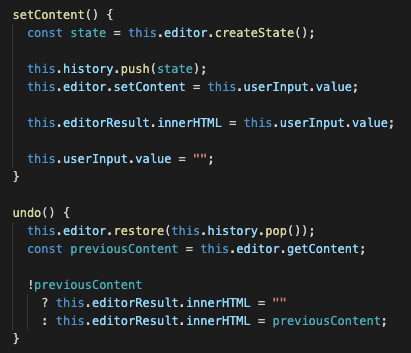 setContent() {
const state = this.editor.createState();
this.history.push(state);
this.editor.setContent = this.userInput.value;
this.editorResult.innerHTML = this.userInput.value;
this.userInput.value = "";
}
undo() {
this.editor.restore(this.history.pop());
const previousContent = this.editor.getContent;
!previousContent
? this.editorResult.innerHTML = ""
: this.editorResult.innerHTML = previousContent;
}